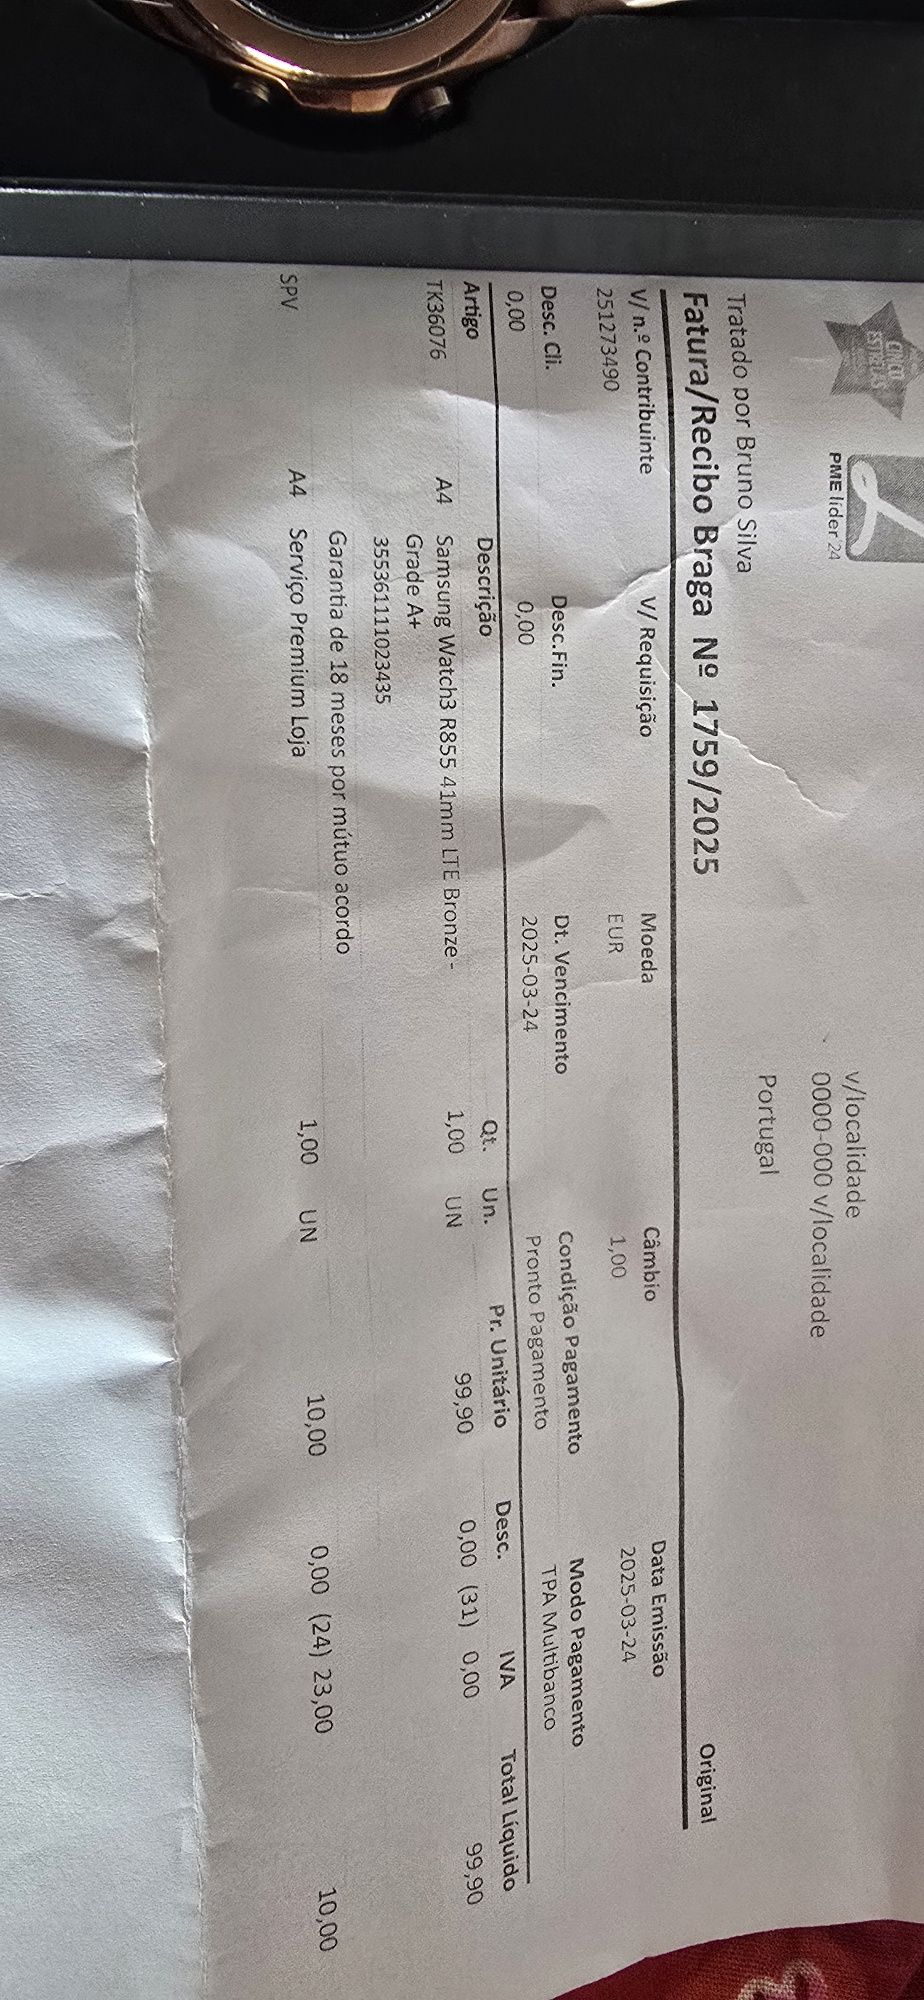 CINCO
ESTRELAS
PME líder 24
v/localidade
0000-000 v/localidade
Portugal
Tratado por Bruno Silva
Fatura/Recibo Braga Nº 1759/2025
Original
V/ n.º Contribuinte V/ Requisição Moeda Câmbio Data Emissão
251273490 EUR 1,00 2025-03-24
Desc. Cli. Desc.Fin. Dt. Vencimento Condição Pagamento Modo Pagamento
0,00 0,00 2025-03-24 Pronto Pagamento TPA Multibanco
Artigo Descrição Qt. Un. Pr. Unitário Desc. IVA Total Líquido
TK36076 A4 Samsung Watch3 R855 41mm LTE Bronze - 1,00 UN 99,90 0,00 (31) 0,00 99,90
Grade A+
355361111023435
Garantia de 18 meses por mútuo acordo
SPV A4 Serviço Premium Loja 1,00 UN 10,00 0,00 (24) 23,00 10,00